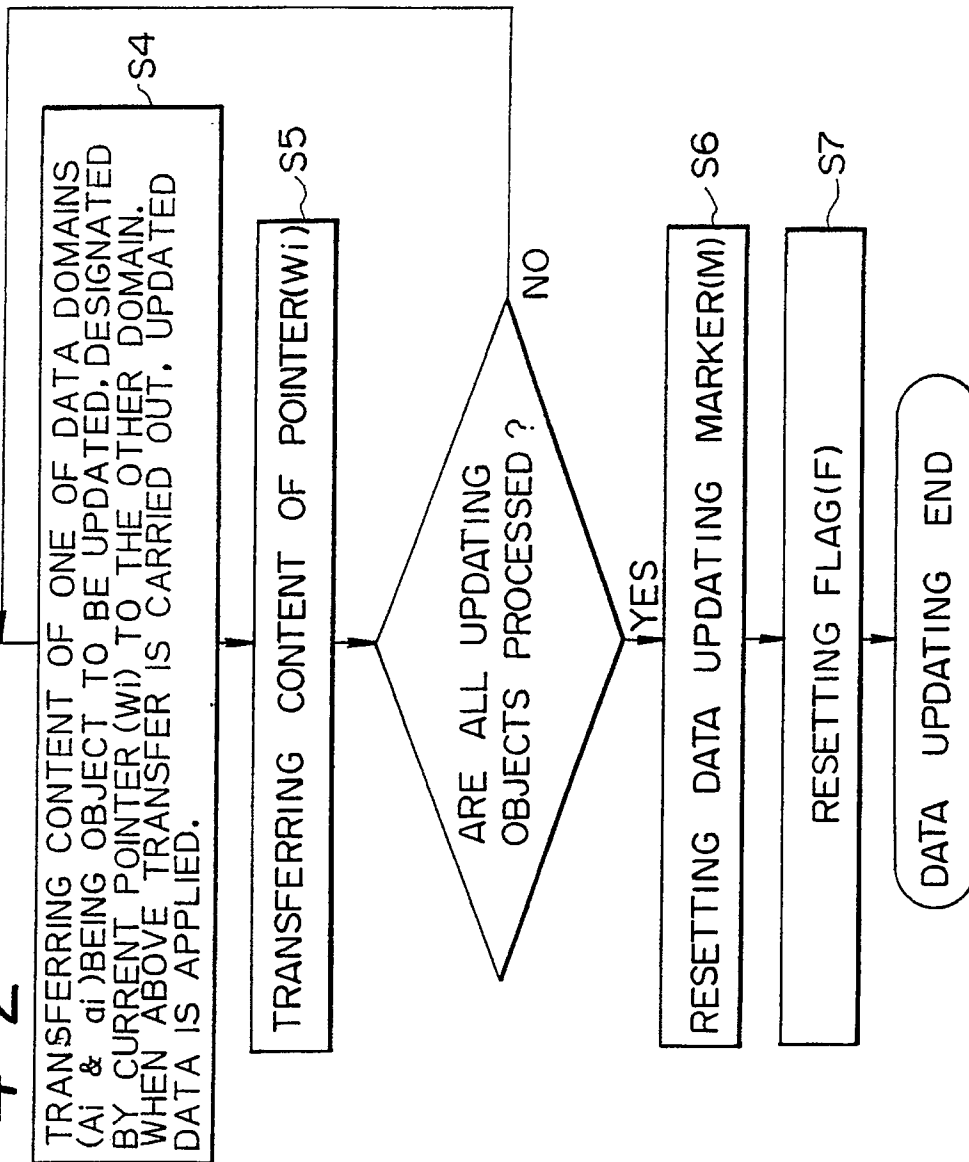 TRANSFERRING CONTENT OF ONE OF DATA DOMAINS
(Ai & ai)BEING OBJECT TO BE UPDATED, DESIGNATED
BY CURRENT POINTER (Wi) TO THE OTHER DOMAIN.
WHEN ABOVE TRANSFER IS CARRIED OUT, UPDATED
DATA IS APPLIED.
S4
TRANSFERRING CONTENT OF POINTER(Wi)
S5
ARE ALL UPDATING
OBJECTS PROCESSED ?
NO
YES
RESETTING DATA UPDATING MARKER(M)
S6
RESETTING FLAG(F)
S7
DATA UPDATING END